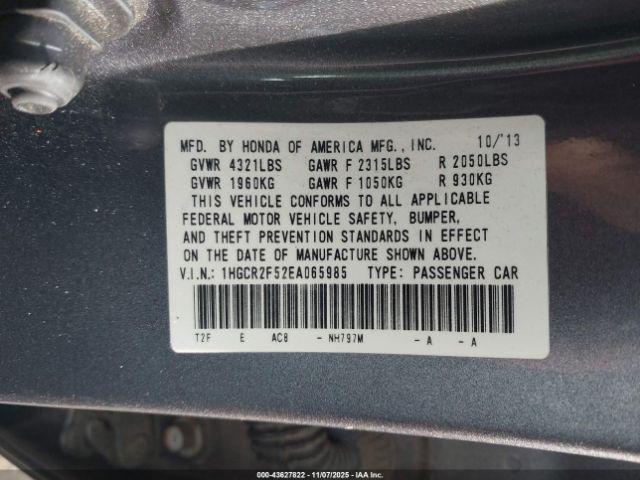 MFD. BY HONDA OF AMERICA MFG., INC. 10/'13
GVWR 4321LBS GAWR F 2315LBS R 2050LBS
GVWR 1960KG GAWR F 1050KG R 930KG
THIS VEHICLE CONFORMS TO ALL APPLICABLE
FEDERAL MOTOR VEHICLE SAFETY, BUMPER,
AND THEFT PREVENTION STANDARDS IN EFFECT
ON THE DATE OF MANUFACTURE SHOWN ABOVE.
V.I.N.: 1HGCR2F52EA065985 TYPE: PASSENGER CAR
T2F E AC8 - NH797M - A - A
000-43627822 - 11/07/2025 - IAA Inc.